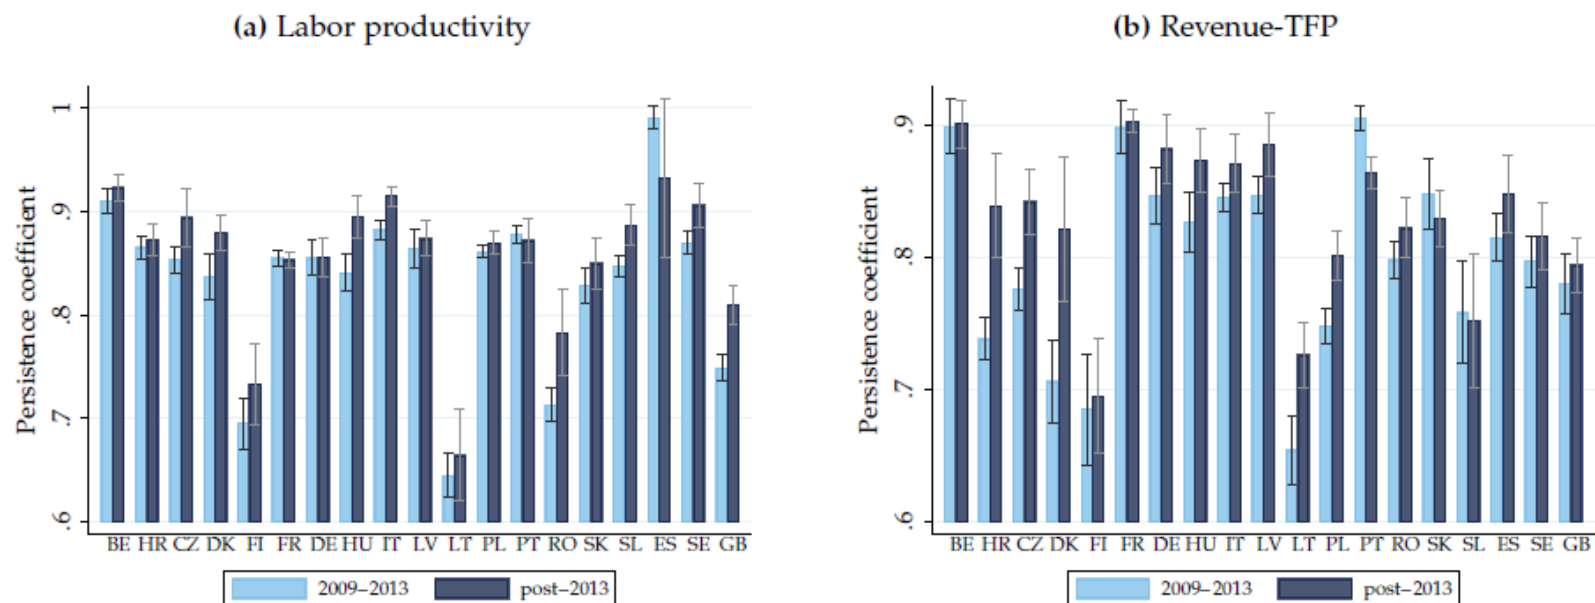 (a) Labor productivity
Persistence coefficient
1
.9
.8
.7
.6
BE HR CZ DK FI FR DE HU IT LV LT PL PT RO SK SL ES SE GB
2009–2013 post–2013
(b) Revenue-TFP
Persistence coefficient
.9
.8
.7
.6
BE HR CZ DK FI FR DE HU IT LV LT PL PT RO SK SL ES SE GB
2009–2013 post–2013